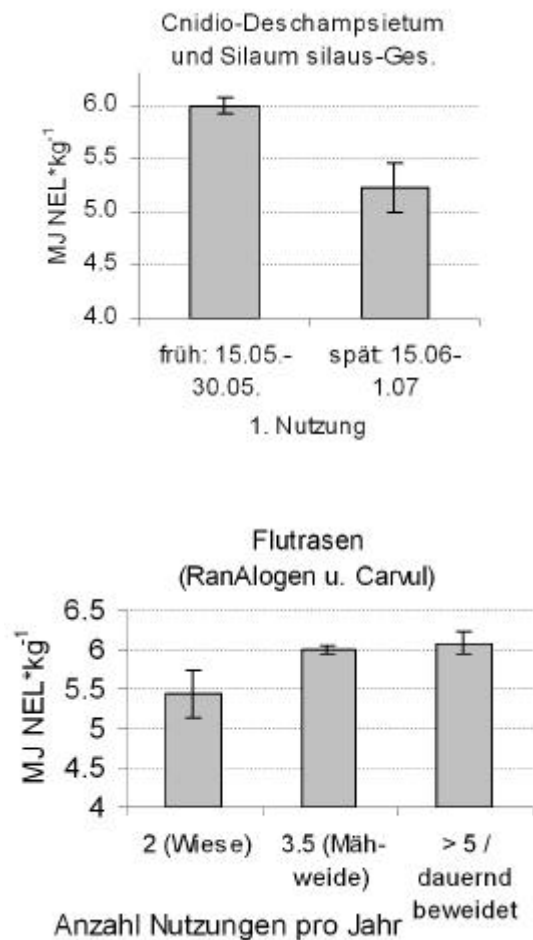 Cnidio-Deschampsietum
und Silaum silaus-Ges.
MJ NEL*kg-1
6.0
5.5
5.0
4.5
4.0
früh: 15.05.-
30.05.
spät: 15.06-
1.07
1. Nutzung
Flutrasen
(RanAlogen u. Carvul)
MJ NEL*kg-1
6.5
6
5.5
5
4.5
4
2 (Wiese)
3.5 (Mäh-
weide)
> 5 /
dauernd
beweidet
Anzahl Nutzungen pro Jahr